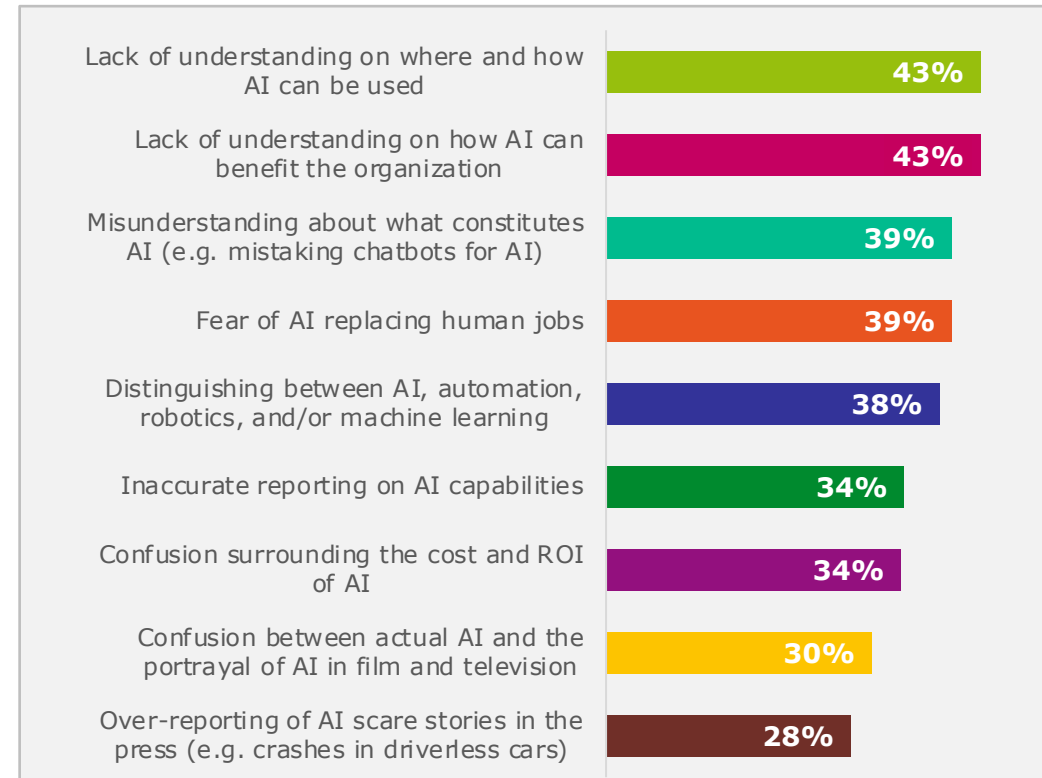 Lack of understanding on where and how
AI can be used
43%
Lack of understanding on how AI can
benefit the organization
43%
Misunderstanding about what constitutes
AI (e.g. mistaking chatbots for AI)
39%
Fear of AI replacing human jobs
39%
Distinguishing between AI, automation,
robotics, and/or machine learning
38%
Inaccurate reporting on AI capabilities
34%
Confusion surrounding the cost and ROI
of AI
34%
Confusion between actual AI and the
portrayal of AI in film and television
30%
Over-reporting of AI scare stories in the
press (e.g. crashes in driverless cars)
28%